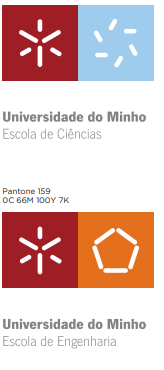 Universidade do Minho
Escola de Ciências
Pantone 159
0C 66M 100Y 7K
Universidade do Minho
Escola de Engenharia